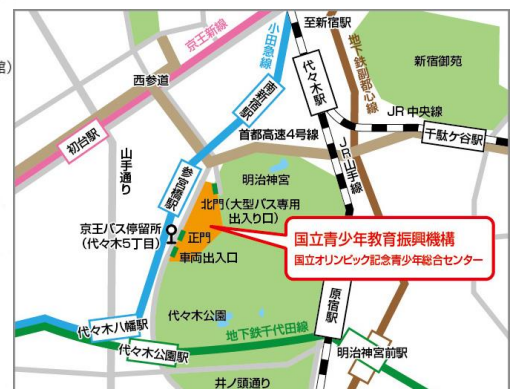 館)
至新宿駅
京王新線
小田急線
地下鉄副都心線
代々木駅
新宿御苑
西参道
南新宿駅
JR中央線
千駄ケ谷駅
首都高速4号線
初台駅
山手通り
JR山手線
参宮橋駅
明治神宮
北門(大型バス専用
出入り口)
京王バス停留所
(代々木5丁目)
正門
車両出入口
国立青少年教育振興機構
国立オリンピック記念青少年総合センター
原宿駅
代々木公園
代々木八幡駅
地下鉄千代田線
代々木公園駅
明治神宮前駅
井ノ頭通り